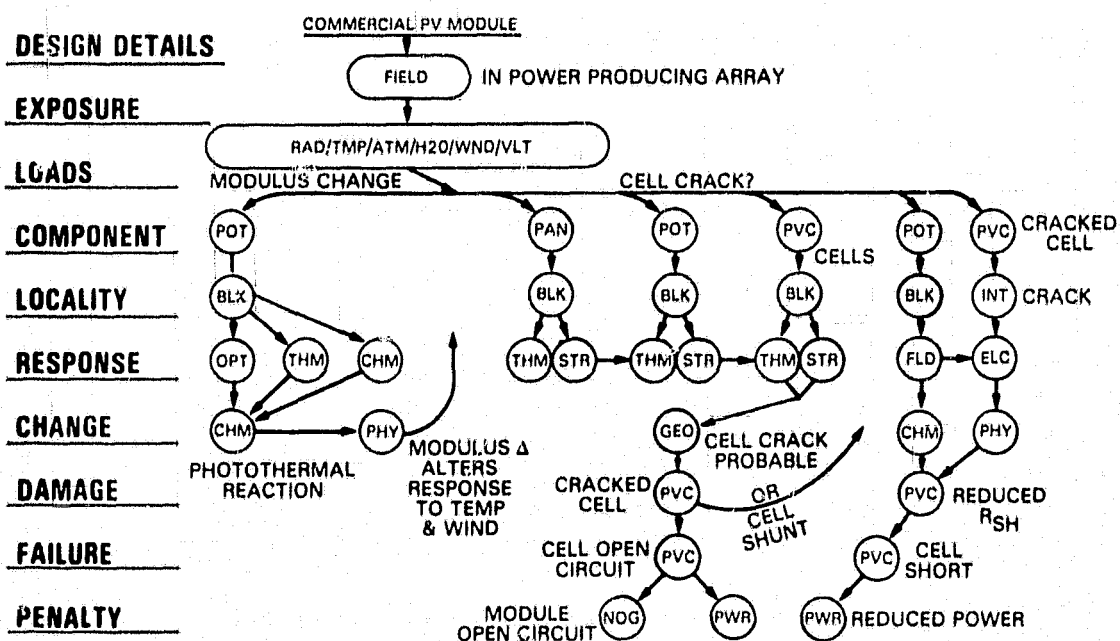 COMMERCIAL PV MODULE
DESIGN DETAILS
FIELD
IN POWER PRODUCING ARRAY
EXPOSURE
RAD/TMP/ATM/H2O/WND/VLT
LOADS
MODULUS CHANGE
CELL CRACK?
COMPONENT
POT
PAN
POT
PVC
POT
PVC
CRACKED
CELL
CELLS
LOCALITY
BLK
BLK
BLK
BLK
BLK
INT
CRACK
RESPONSE
OPT
THM
CHM
THM
STR
THM
STR
THM
STR
FLD
ELC
CHANGE
CHM
PHY
GEO
CHM
PHY
PHOTOTHERMAL
REACTION
MODULUS Δ
ALTERS
RESPONSE
TO TEMP
& WIND
CELL CRACK
PROBABLE
DAMAGE
CRACKED
CELL
PVC
OR
CELL
SHUNT
PVC
REDUCED
RSH
FAILURE
CELL OPEN
CIRCUIT
PVC
PVC
CELL
SHORT
PENALTY
MODULE
OPEN CIRCUIT
NOG
PWR
PWR
REDUCED POWER